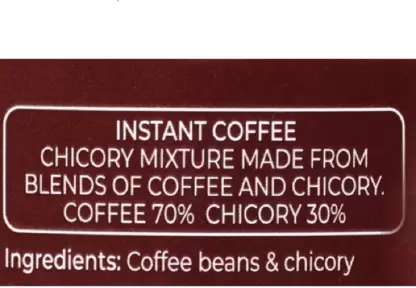 INSTANT COFFEE
CHICORY MIXTURE MADE FROM
BLENDS OF COFFEE AND CHICORY.
COFFEE 70% CHICORY 30%
Ingredients: Coffee beans & chicory